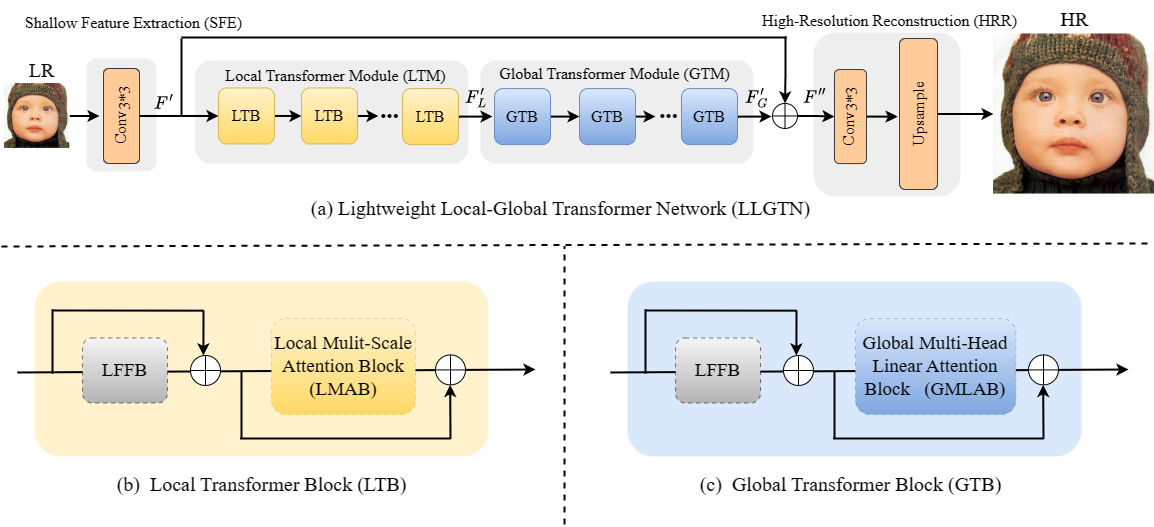 Shallow Feature Extraction (SFE)
High-Resolution Reconstruction (HRR)
HR
LR
Local Transformer Module (LTM)
Global Transformer Module (GTM)
Conv 3*3
F′
LTB
LTB
LTB
F′L
GTB
GTB
GTB
F′G
F″
Conv 3*3
Upsample
(a) Lightweight Local-Global Transformer Network (LLGTN)
LFFB
Local Mulit-Scale
Attention Block
(LMAB)
(b) Local Transformer Block (LTB)
LFFB
Global Multi-Head
Linear Attention
Block (GMLAB)
(c) Global Transformer Block (GTB)